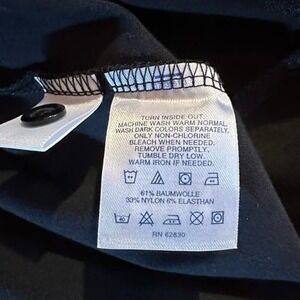 TURN INSIDE OUT.
MACHINE WASH WARM NORMAL.
WASH DARK COLORS SEPARATELY.
ONLY NON-CHLORINE
BLEACH WHEN NEEDED.
REMOVE PROMPTLY.
TUMBLE DRY LOW.
WARM IRON IF NEEDED.
61% BAUMWOLLE
33% NYLON 6% ELASTHAN
RN 62830